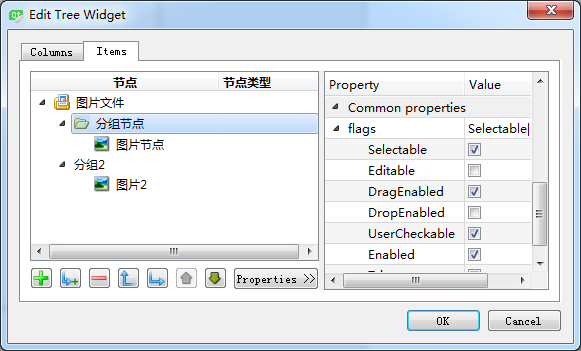 Edit Tree Widget
Columns
Items
节点 节点类型
图片文件
分组节点
图片节点
分组2
图片2
Properties >>
Property Value
Common properties
flags Selectable|
Selectable
Editable
DragEnabled
DropEnabled
UserCheckable
Enabled
OK
Cancel